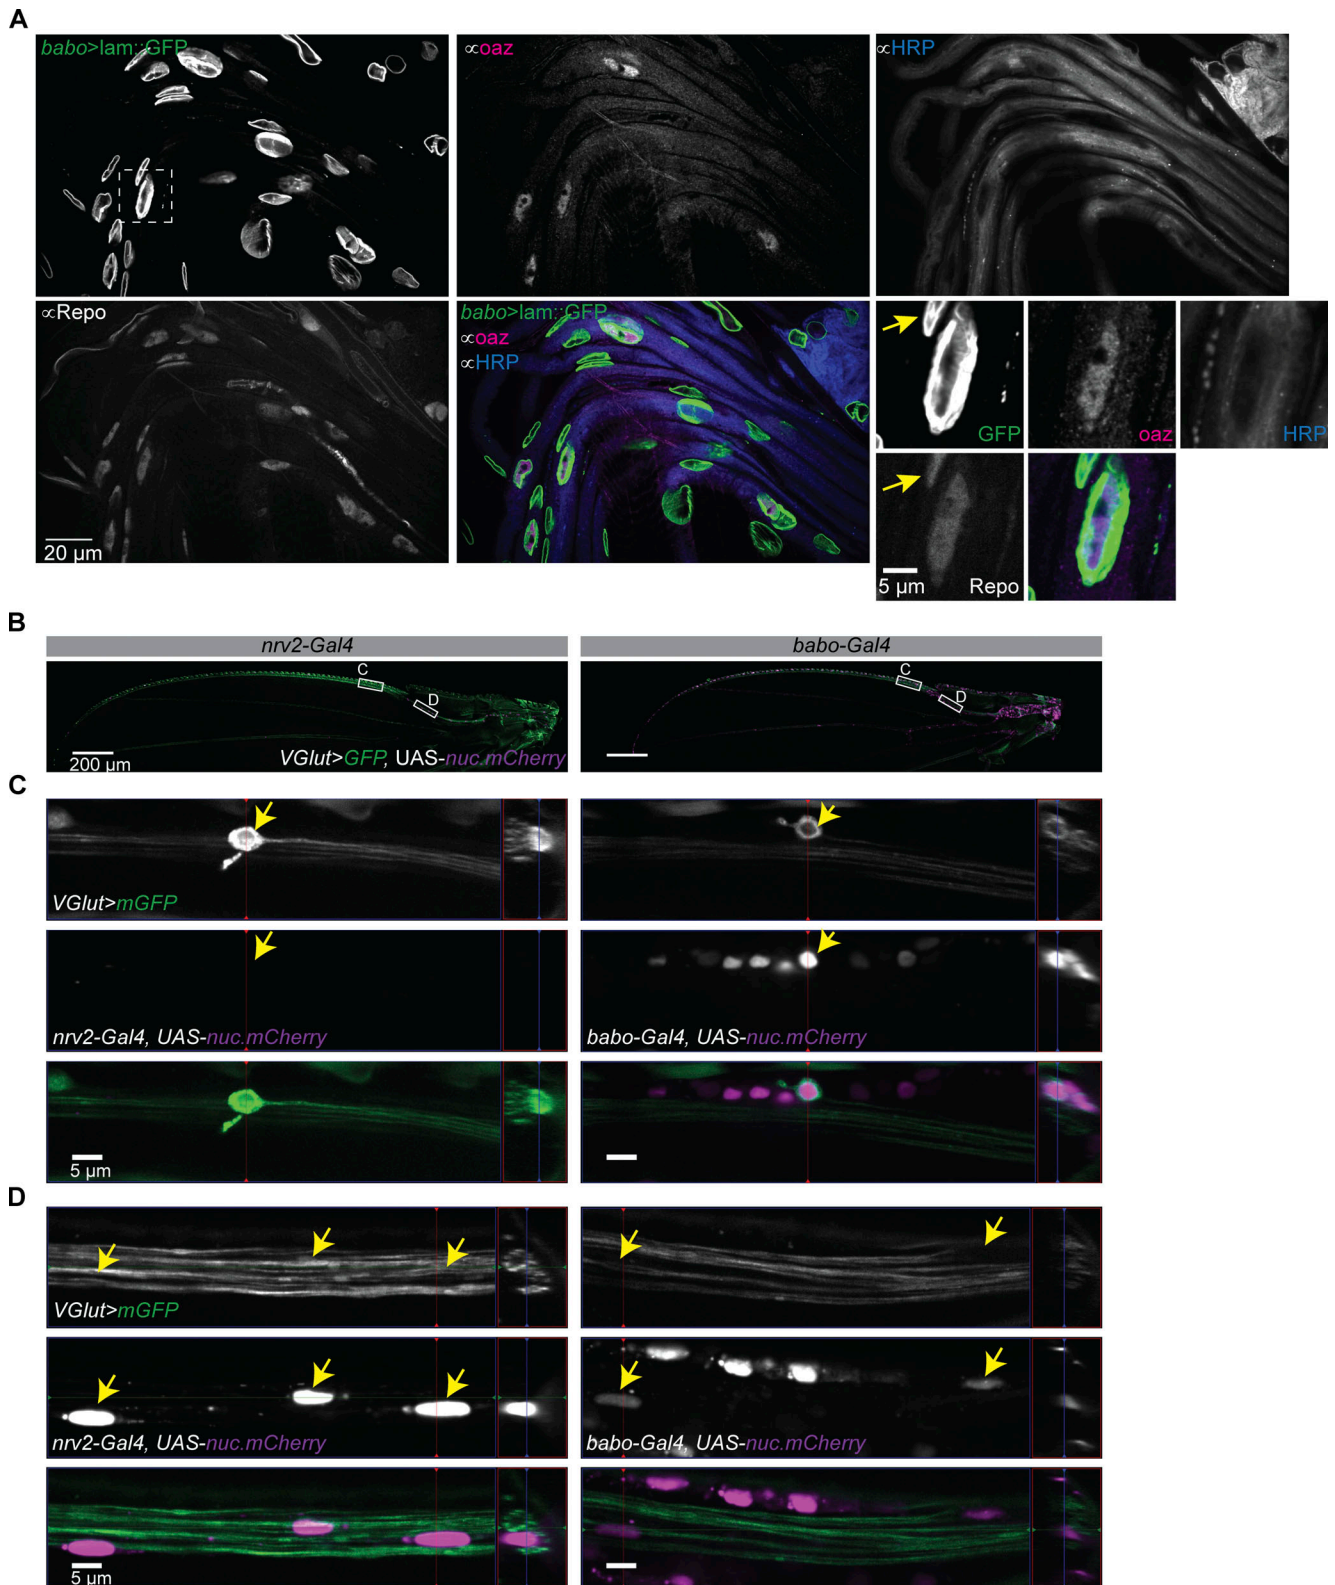 A
babo>lam::GFP
∝oaz
∝HRP
∝Repo
20 µm
babo>lam::GFP
∝oaz
∝HRP
GFP
oaz
HRP
5 µm
Repo
B
nrv2-Gal4
babo-Gal4
C
D
200 µm
VGlut>GFP, UAS-nuc.mCherry
C
D
C
VGlut>mGFP
nrv2-Gal4, UAS-nuc.mCherry
babo-Gal4, UAS-nuc.mCherry
5 µm
D
VGlut>mGFP
nrv2-Gal4, UAS-nuc.mCherry
babo-Gal4, UAS-nuc.mCherry
5 µm